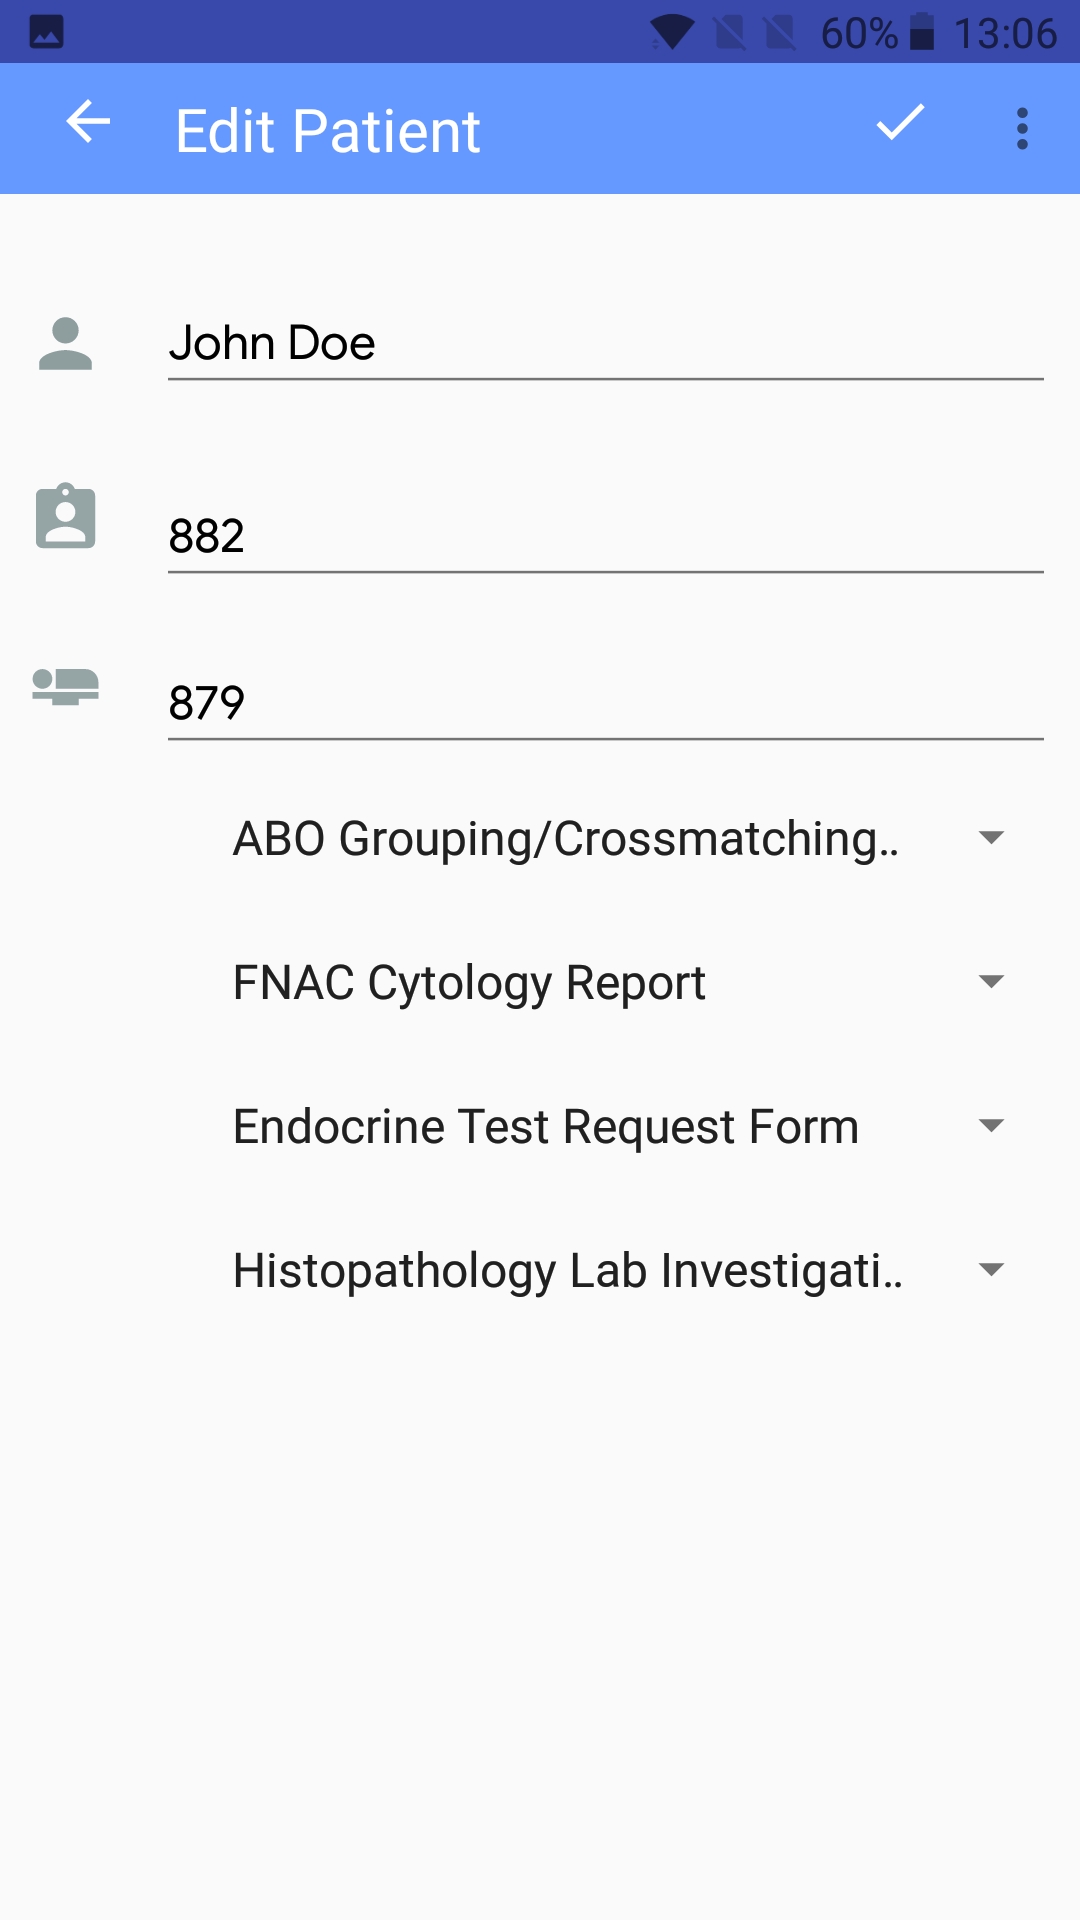 60% 13:06
Edit Patient
John Doe
882
879
ABO Grouping/Crossmatching..
FNAC Cytology Report
Endocrine Test Request Form
Histopathology Lab Investigati..